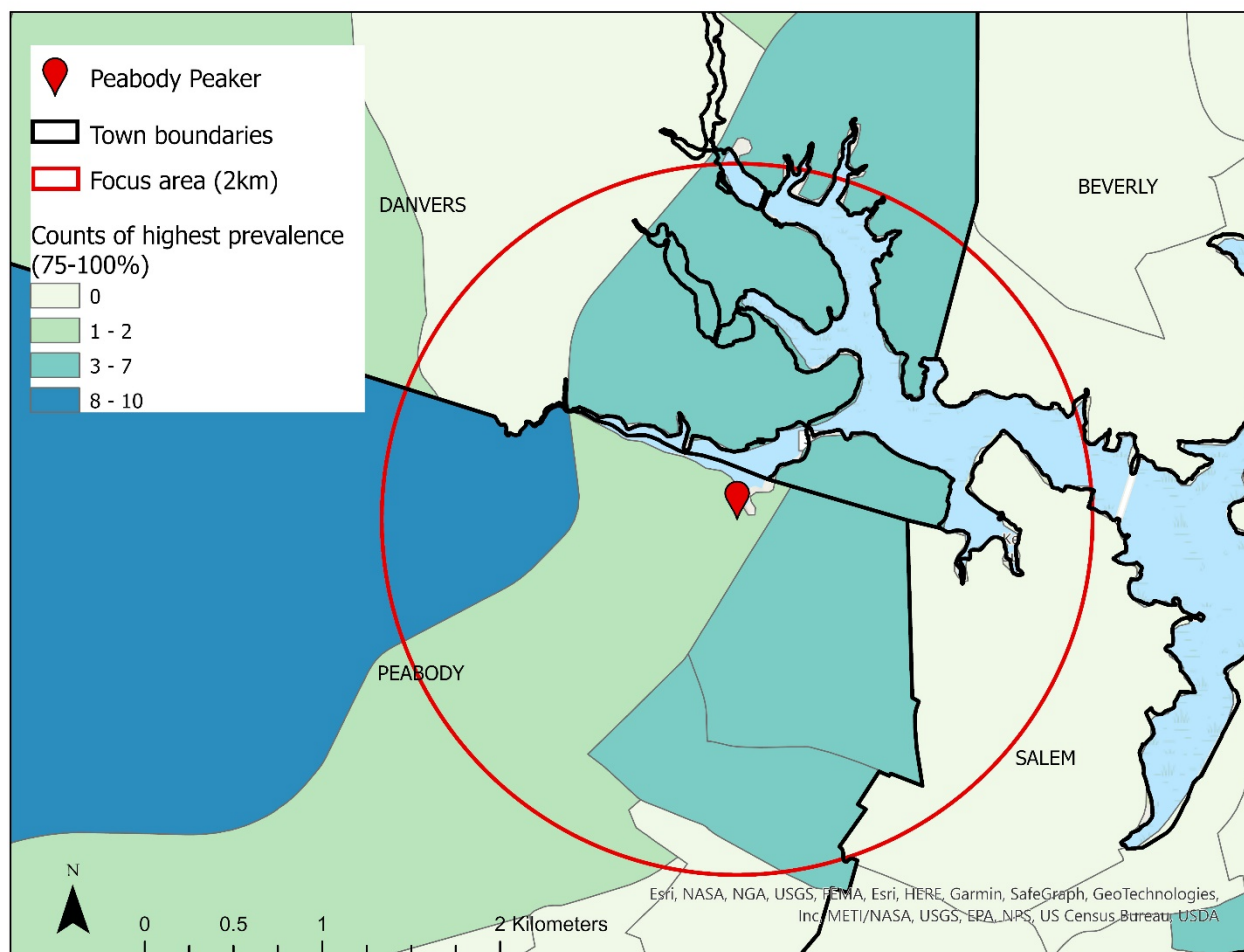 Peabody Peaker
Town boundaries
Focus area (2km)
Counts of highest prevalence
(75-100%)
0
1 - 2
3 - 7
8 - 10
DANVERS
BEVERLY
PEABODY
SALEM
N
0 0.5 1 2 Kilometers
Esri, NASA, NGA, USGS, FEMA, Esri, HERE, Garmin, SafeGraph, GeoTechnologies,
Inc, METI/NASA, USGS, EPA, NPS, US Census Bureau, USDA